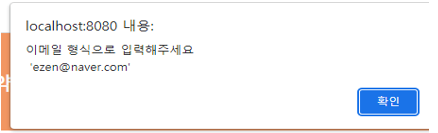 localhost:8080 내용:
이메일 형식으로 입력해주세요
'ezen@naver.com'
약
확인